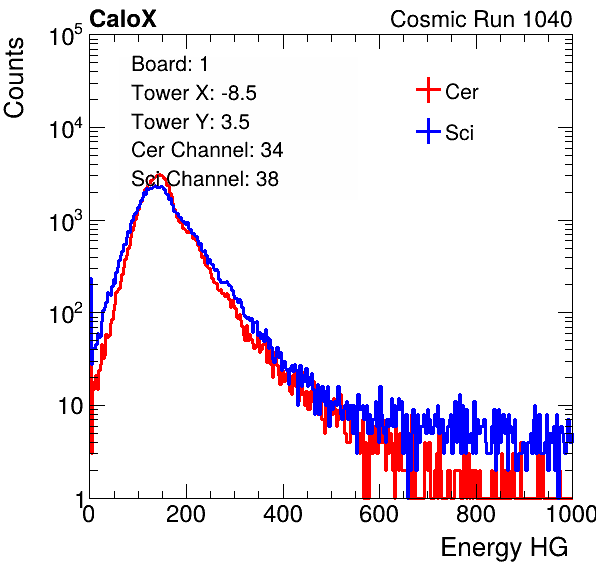 CaloX
Cosmic Run 1040
Counts
Board: 1
Tower X: -8.5
Tower Y: 3.5
Cer Channel: 34
Sci Channel: 38
Cer
Sci
10^5
10^4
10^3
10^2
10
1
0 200 400 600 800 1000
Energy HG